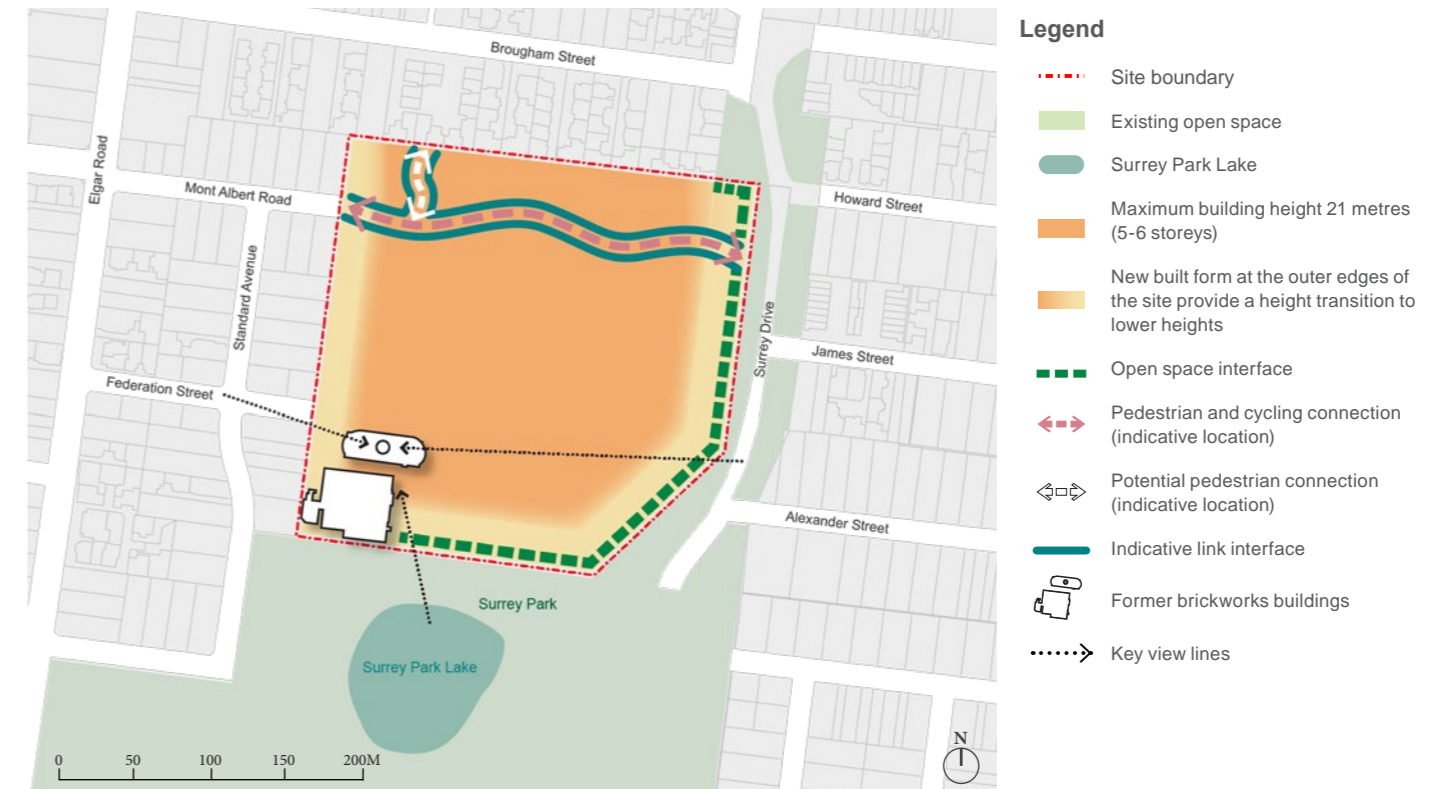 Brougham Street
Elgar Road
Mont Albert Road
Howard Street
Standard Avenue
Surrey Drive
James Street
Federation Street
Alexander Street
Surrey Park
Surrey Park Lake
0 50 100 150 200M
N
Legend
Site boundary
Existing open space
Surrey Park Lake
Maximum building height 21 metres
(5-6 storeys)
New built form at the outer edges of
the site provide a height transition to
lower heights
Open space interface
Pedestrian and cycling connection
(indicative location)
Potential pedestrian connection
(indicative location)
Indicative link interface
Former brickworks buildings
Key view lines